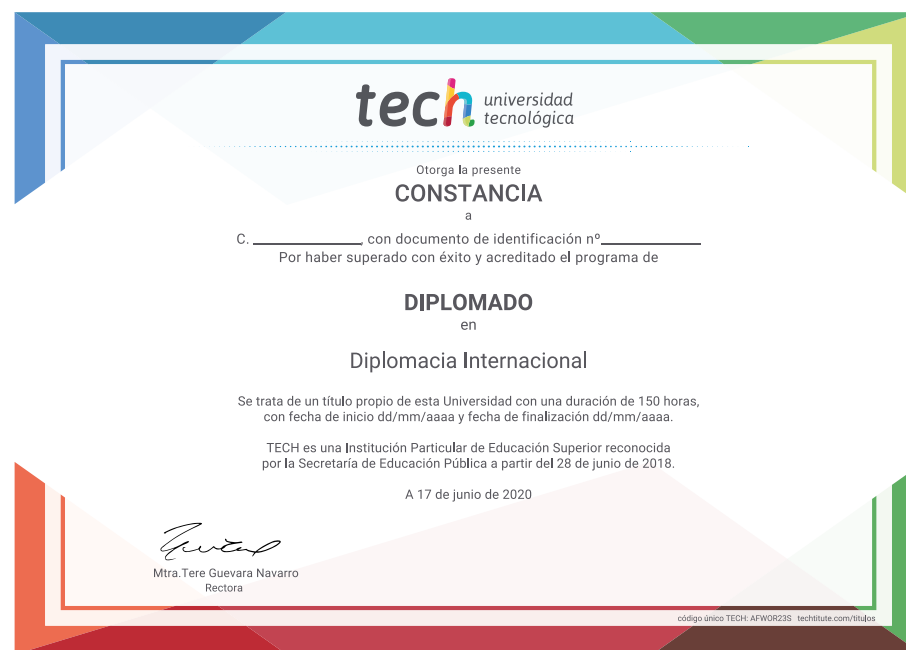 tech universidad
tecnológica
Otorga la presente
CONSTANCIA
a
C. ______________, con documento de identificación nº_____________
Por haber superado con éxito y acreditado el programa de
DIPLOMADO
en
Diplomacia Internacional
Se trata de un título propio de esta Universidad con una duración de 150 horas,
con fecha de inicio dd/mm/aaaa y fecha de finalización dd/mm/aaaa.
TECH es una Institución Particular de Educación Superior reconocida
por la Secretaría de Educación Pública a partir del 28 de junio de 2018.
A 17 de junio de 2020
Mtra.Tere Guevara Navarro
Rectora
código único TECH: AFWOR23S techtitute.com/titulos